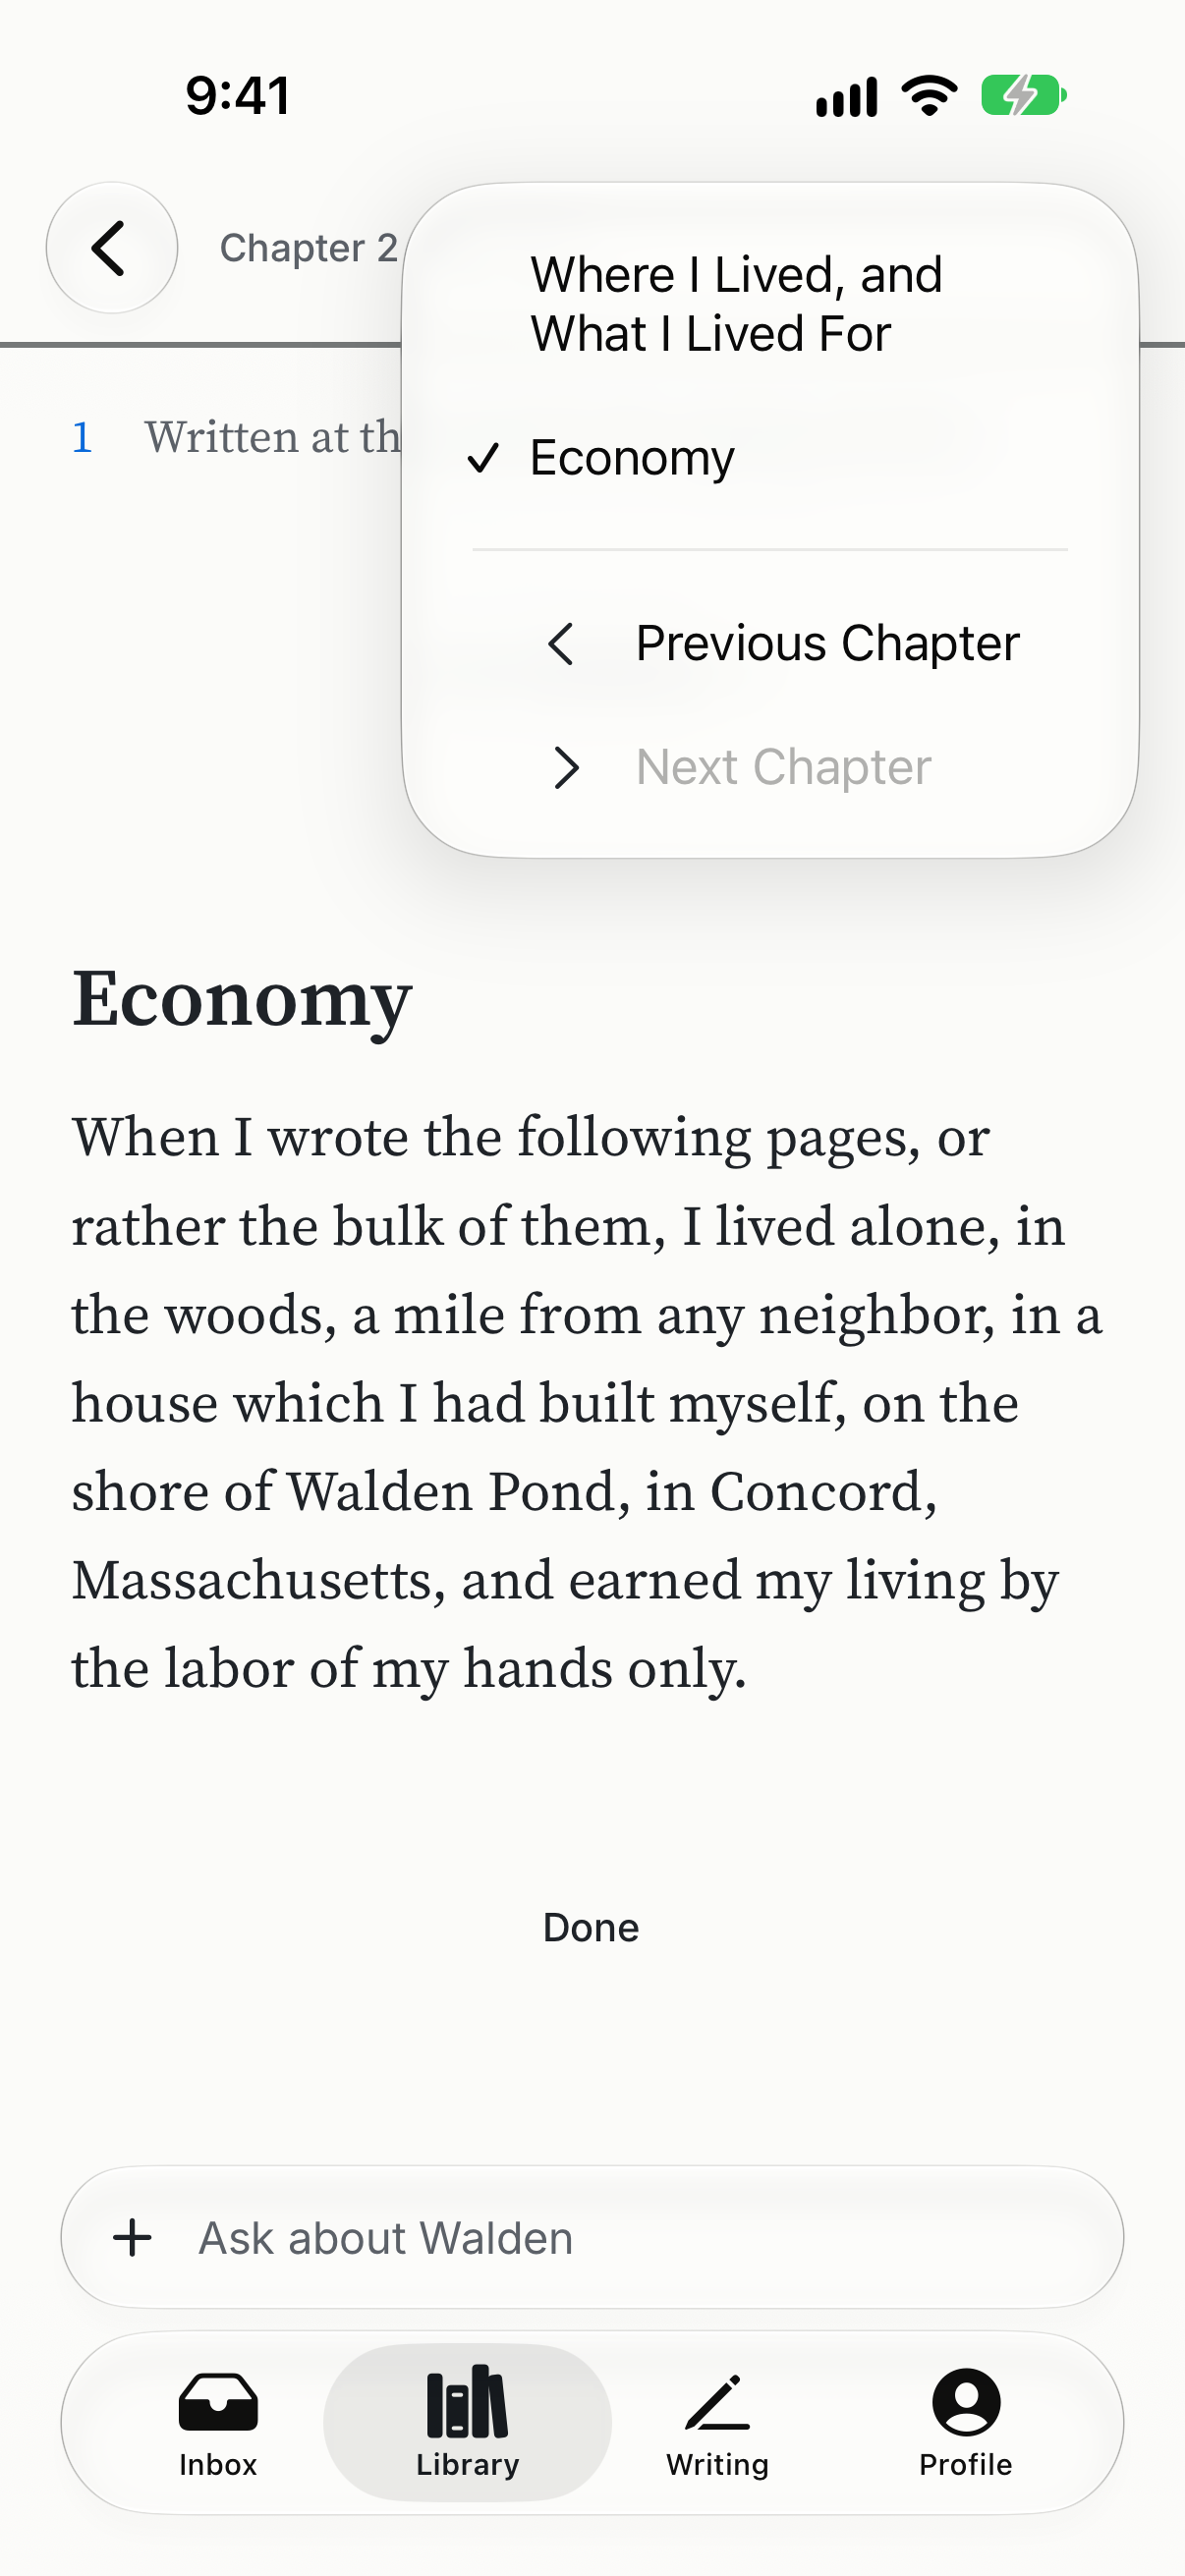 9:41
Chapter 2
Where I Lived, and
What I Lived For
1 Written at th
Economy
Previous Chapter
Next Chapter
Economy
When I wrote the following pages, or
rather the bulk of them, I lived alone, in
the woods, a mile from any neighbor, in a
house which I had built myself, on the
shore of Walden Pond, in Concord,
Massachusetts, and earned my living by
the labor of my hands only.
Done
Ask about Walden
Inbox
Library
Writing
Profile